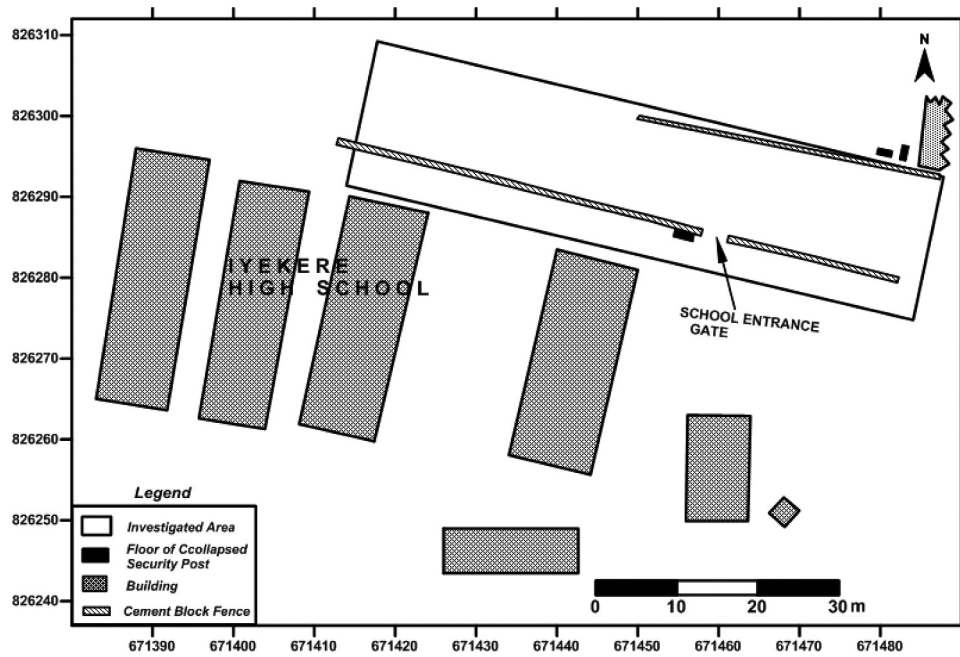 826310
826300
826290
826280
826270
826260
826250
826240
N
IYEKERE
HIGH SCHOOL
SCHOOL ENTRANCE
GATE
Legend
Investigated Area
Floor of Ccollapsed
Security Post
Building
Cement Block Fence
0 10 20 30 m
671390 671400 671410 671420 671430 671440 671450 671460 671470 671480